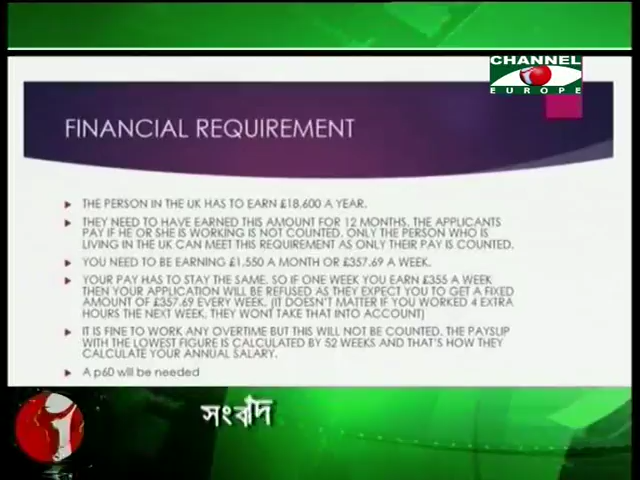 CHANNEL
i
EUROPE
FINANCIAL REQUIREMENT
THE PERSON IN THE UK HAS TO EARN £18,600 A YEAR.
THEY NEED TO HAVE EARNED THIS AMOUNT FOR 12 MONTHS. THE APPLICANTS
PAY IF HE OR SHE IS WORKING IS NOT COUNTED. ONLY THE PERSON WHO IS
LIVING IN THE UK CAN MEET THIS REQUIREMENT AS ONLY THEIR PAY IS COUNTED.
YOU NEED TO BE EARNING £1,550 A MONTH OR £357.69 A WEEK.
YOUR PAY HAS TO STAY THE SAME. SO IF ONE WEEK YOU EARN £355 A WEEK
THEN YOUR APPLICATION WILL BE REFUSED AS THEY EXPECT YOU TO GET A FIXED
AMOUNT OF £357.69 EVERY WEEK. (IT DOESN'T MATTER IF YOU WORKED 4 EXTRA
HOURS THE NEXT WEEK, THEY WONT TAKE THAT INTO ACCOUNT)
IT IS FINE TO WORK ANY OVERTIME BUT THIS WILL NOT BE COUNTED. THE PAYSLIP
WITH THE LOWEST FIGURE IS CALCULATED BY 52 WEEKS AND THAT'S HOW THEY
CALCULATE YOUR ANNUAL SALARY.
A p60 will be needed
i
সংবাদ